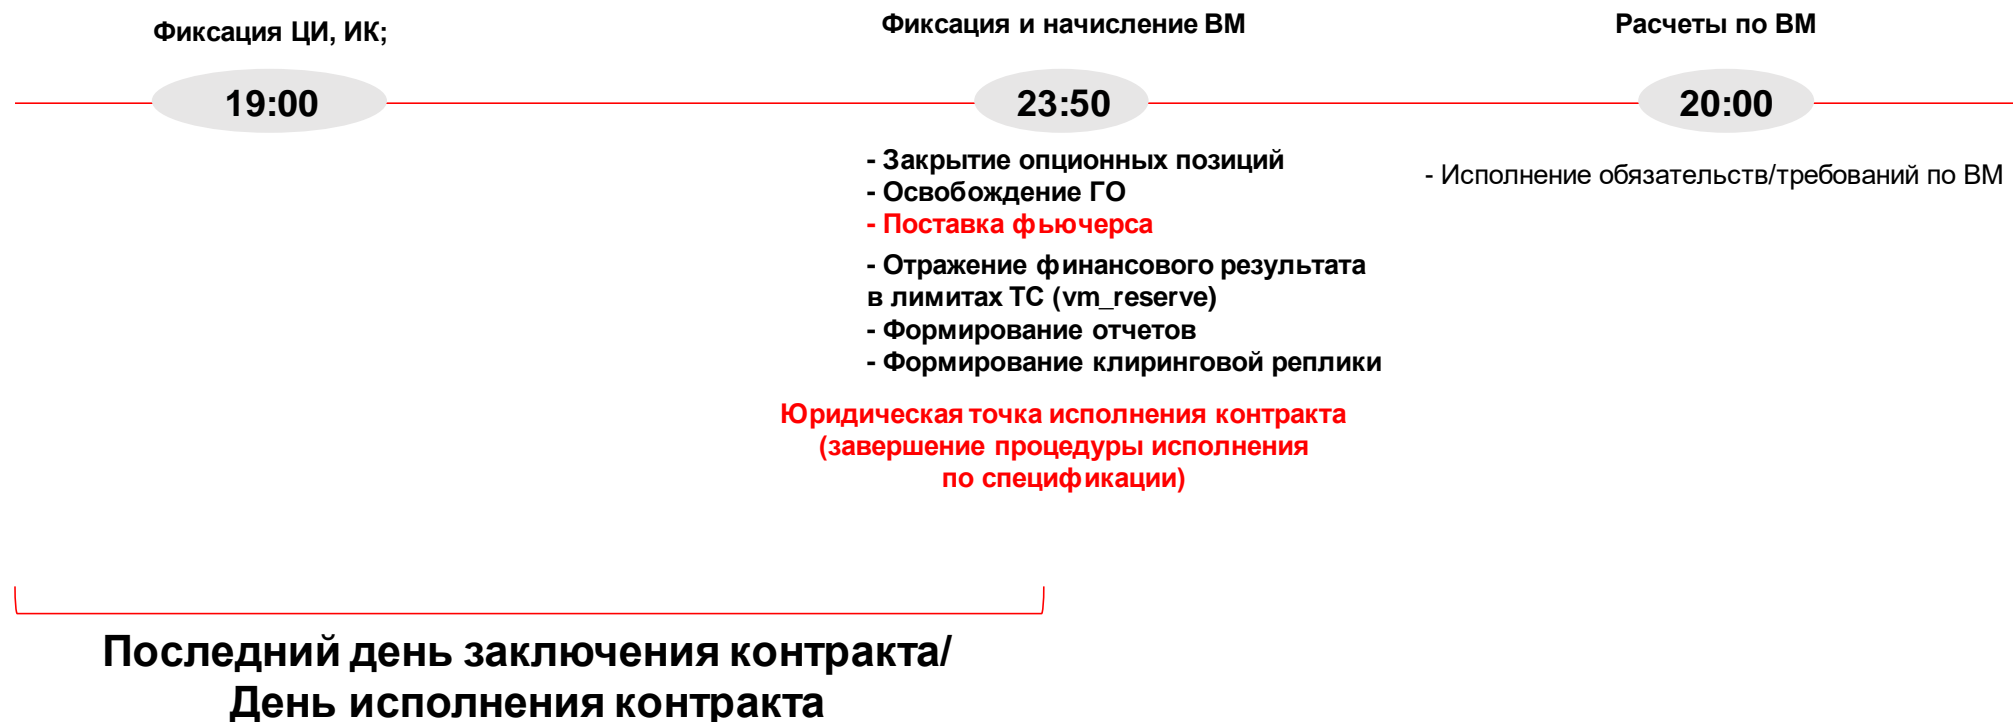 Фиксация ЦИ, ИК;
Фиксация и начисление ВМ
Расчеты по ВМ
19:00
23:50
20:00
- Закрытие опционных позиций
- Освобождение ГО
- Поставка фьючерса
- Отражение финансового результата
в лимитах ТС (vm_reserve)
- Формирование отчетов
- Формирование клиринговой реплики
- Исполнение обязательств/требований по ВМ
Юридическая точка исполнения контракта
(завершение процедуры исполнения
по спецификации)
Последний день заключения контракта/
День исполнения контракта